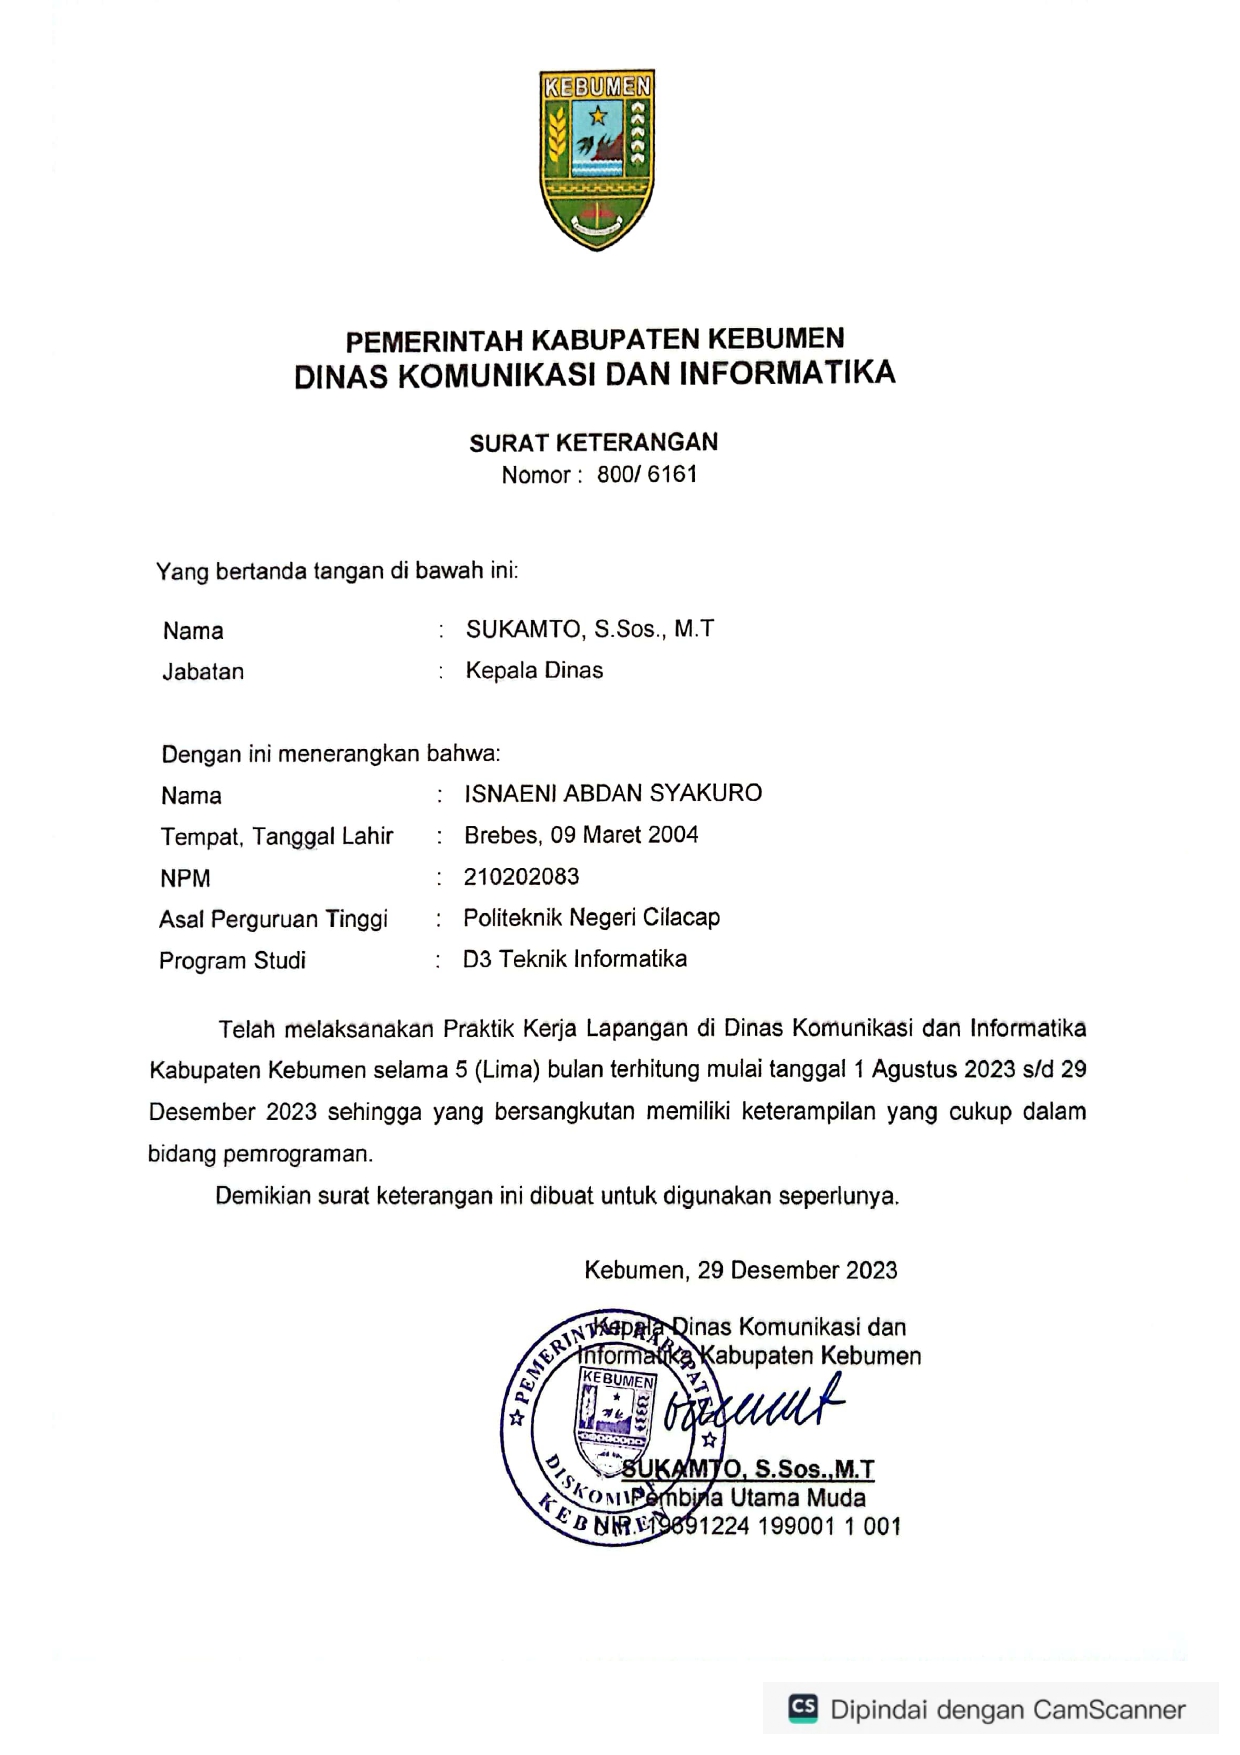 KEBUMEN
PEMERINTAH KABUPATEN KEBUMEN
DINAS KOMUNIKASI DAN INFORMATIKA
SURAT KETERANGAN
Nomor : 800/ 6161
Yang bertanda tangan di bawah ini:
Nama : SUKAMTO, S.Sos., M.T
Jabatan : Kepala Dinas
Dengan ini menerangkan bahwa:
Nama : ISNAENI ABDAN SYAKURO
Tempat, Tanggal Lahir : Brebes, 09 Maret 2004
NPM : 210202083
Asal Perguruan Tinggi : Politeknik Negeri Cilacap
Program Studi : D3 Teknik Informatika
Telah melaksanakan Praktik Kerja Lapangan di Dinas Komunikasi dan Informatika
Kabupaten Kebumen selama 5 (Lima) bulan terhitung mulai tanggal 1 Agustus 2023 s/d 29
Desember 2023 sehingga yang bersangkutan memiliki keterampilan yang cukup dalam
bidang pemrograman.
Demikian surat keterangan ini dibuat untuk digunakan seperlunya.
Kebumen, 29 Desember 2023
Kepala Dinas Komunikasi dan
Informatika Kabupaten Kebumen
PEMERINTAH KABUPATEN
KEBUMEN
DISKOMINFO
KEBUMEN
SUKAMTO, S.Sos.,M.T
Pembina Utama Muda
NIP. 19691224 199001 1 001
CS Dipindai dengan CamScanner